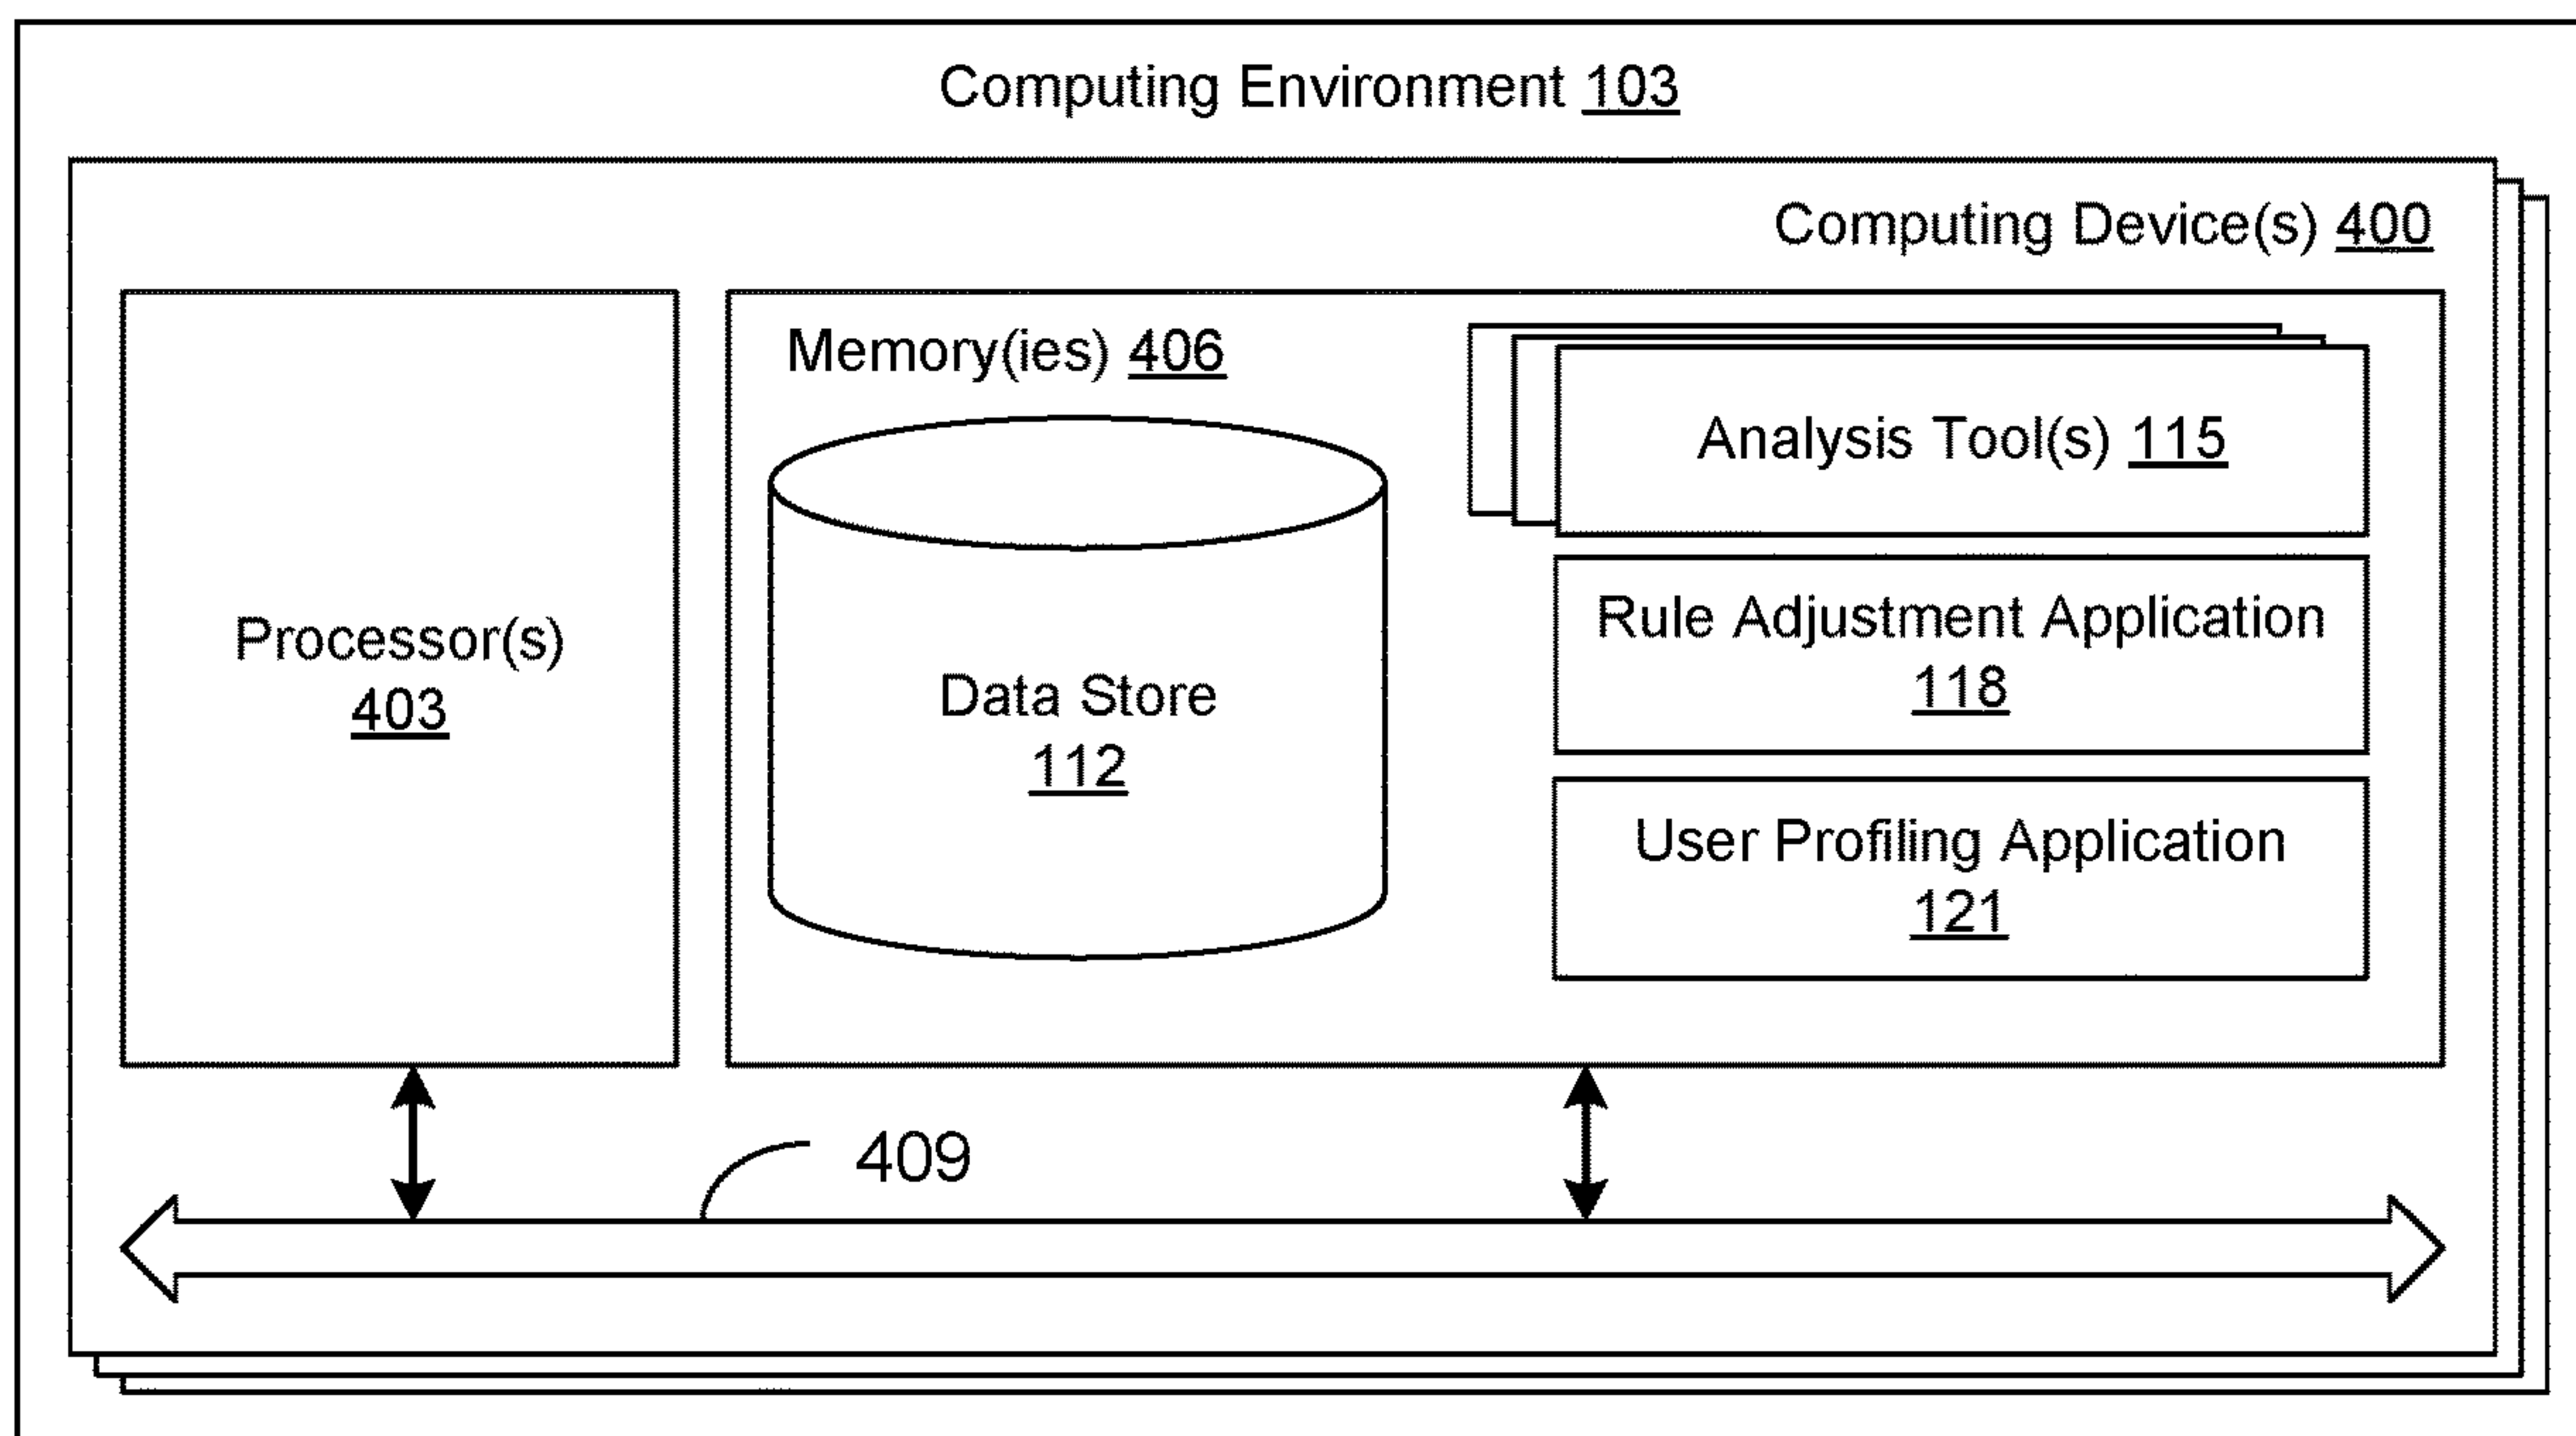 Computing Environment 103
Computing Device(s) 400
Processor(s)
403
Memory(ies) 406
Data Store
112
Analysis Tool(s) 115
Rule Adjustment Application
118
User Profiling Application
121
409